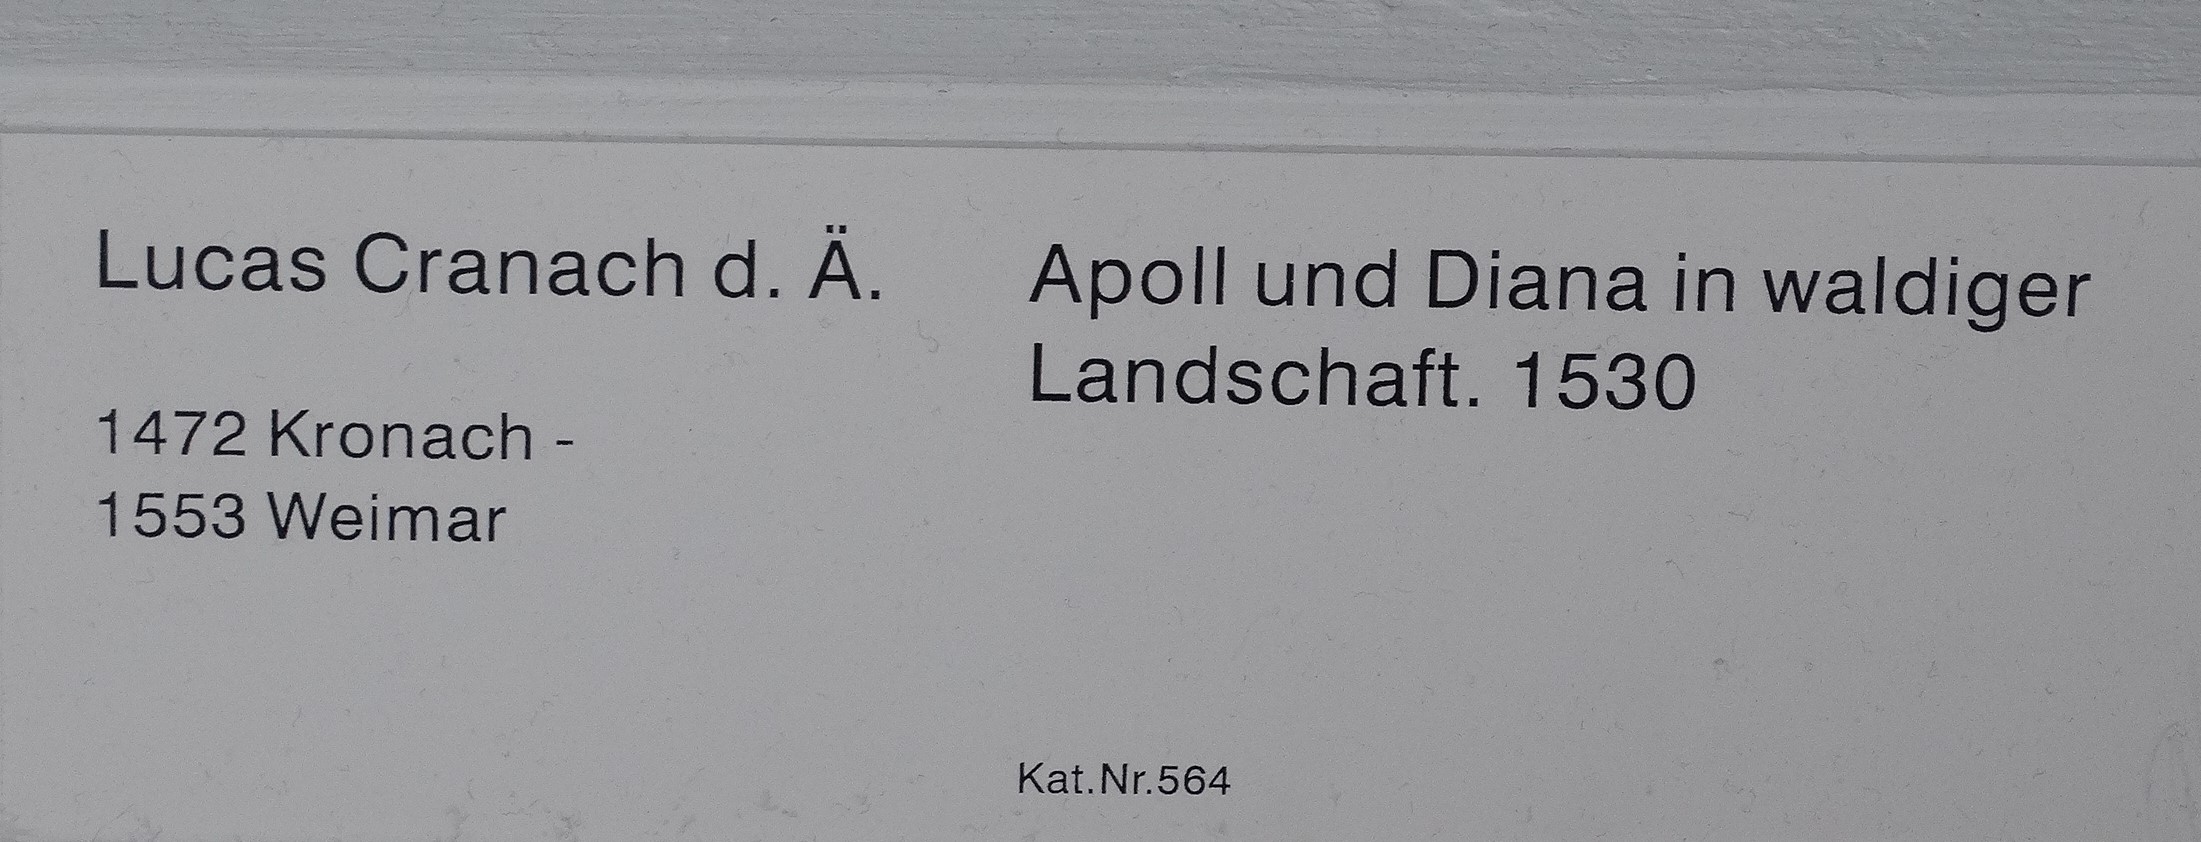 Lucas Cranach d. Ä.
1472 Kronach -
1553 Weimar
Apoll und Diana in waldiger
Landschaft. 1530
Kat.Nr.564